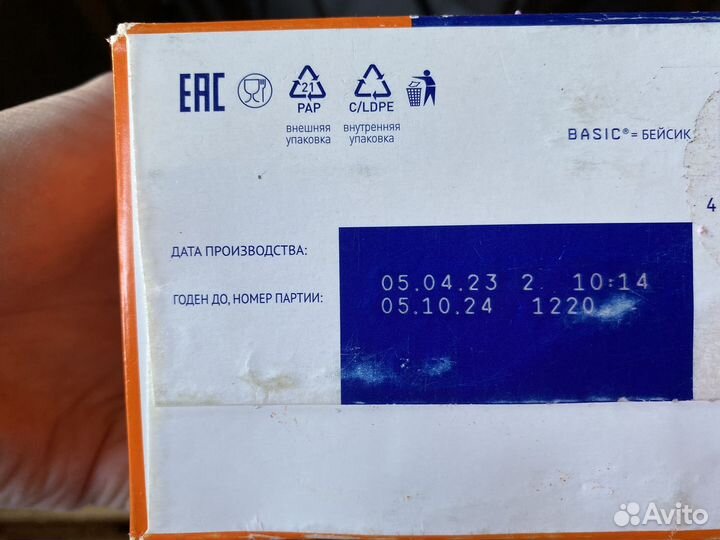 EAC
21
PAP
C/LDPE
внешняя
упаковка
внутренняя
упаковка
BASIC® = БЕЙСИК
4
ДАТА ПРОИЗВОДСТВА:
05.04.23 2 10:14
ГОДЕН ДО, НОМЕР ПАРТИИ:
05.10.24 1220
Avito